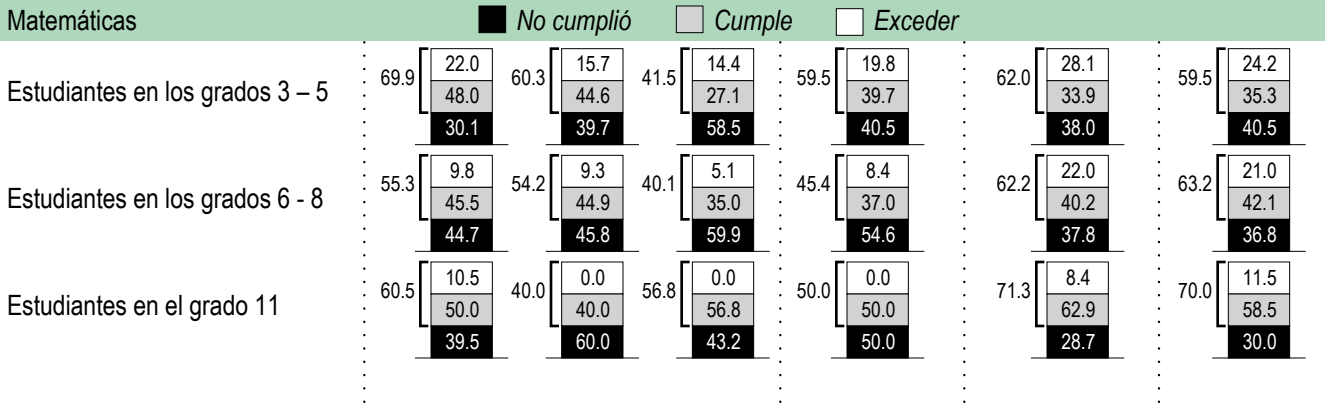 Matemáticas No cumplió Cumple Exceder
22.0 15.7 14.4 19.8 28.1 24.2
69.9 60.3 41.5 59.5 62.0 59.5
Estudiantes en los grados 3 – 5 48.0 44.6 27.1 39.7 33.9 35.3
30.1 39.7 58.5 40.5 38.0 40.5
9.8 9.3 5.1 8.4 22.0 21.0
55.3 54.2 40.1 45.4 62.2 63.2
Estudiantes en los grados 6 - 8 45.5 44.9 35.0 37.0 40.2 42.1
44.7 45.8 59.9 54.6 37.8 36.8
10.5 0.0 0.0 0.0 8.4 11.5
60.5 40.0 56.8 50.0 71.3 70.0
Estudiantes en el grado 11 50.0 40.0 56.8 50.0 62.9 58.5
39.5 60.0 43.2 50.0 28.7 30.0